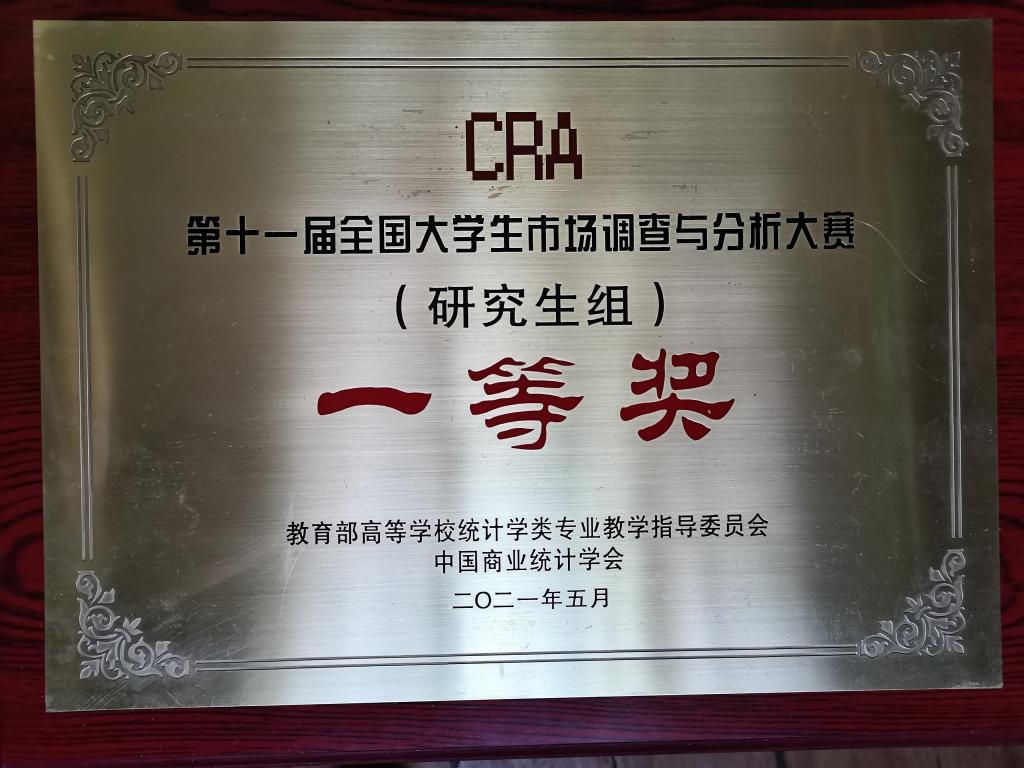 CRA
第十一届全国大学生市场调查与分析大赛
（研究生组）
一等奖
教育部高等学校统计学类专业教学指导委员会
中国商业统计学会
二〇二一年五月